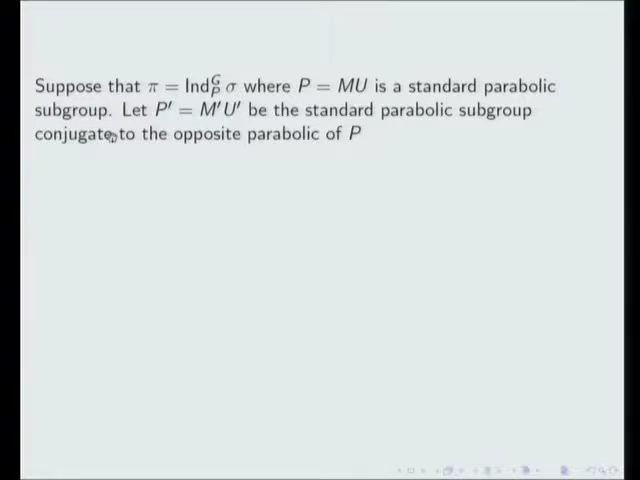 Suppose that π = Ind_P^G σ where P = MU is a standard parabolic
subgroup. Let P′ = M′U′ be the standard parabolic subgroup
conjugate to the opposite parabolic of P